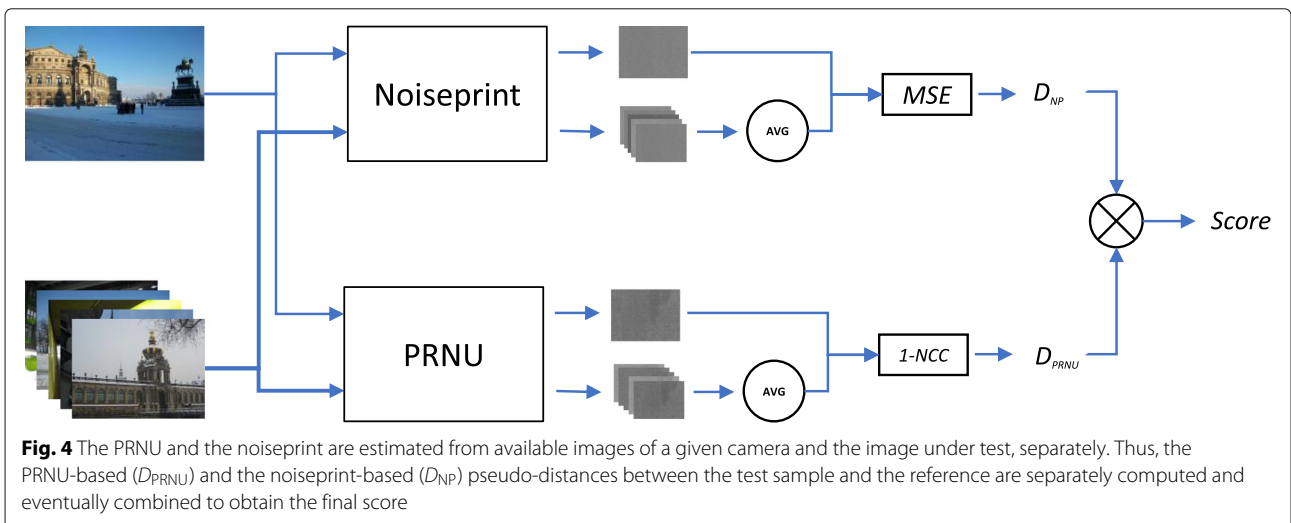 Noiseprint
AVG
MSE
D_NP
Score
PRNU
AVG
1-NCC
D_PRNU
Fig. 4 The PRNU and the noiseprint are estimated from available images of a given camera and the image under test, separately. Thus, the
PRNU-based (D_PRNU) and the noiseprint-based (D_NP) pseudo-distances between the test sample and the reference are separately computed and
eventually combined to obtain the final score